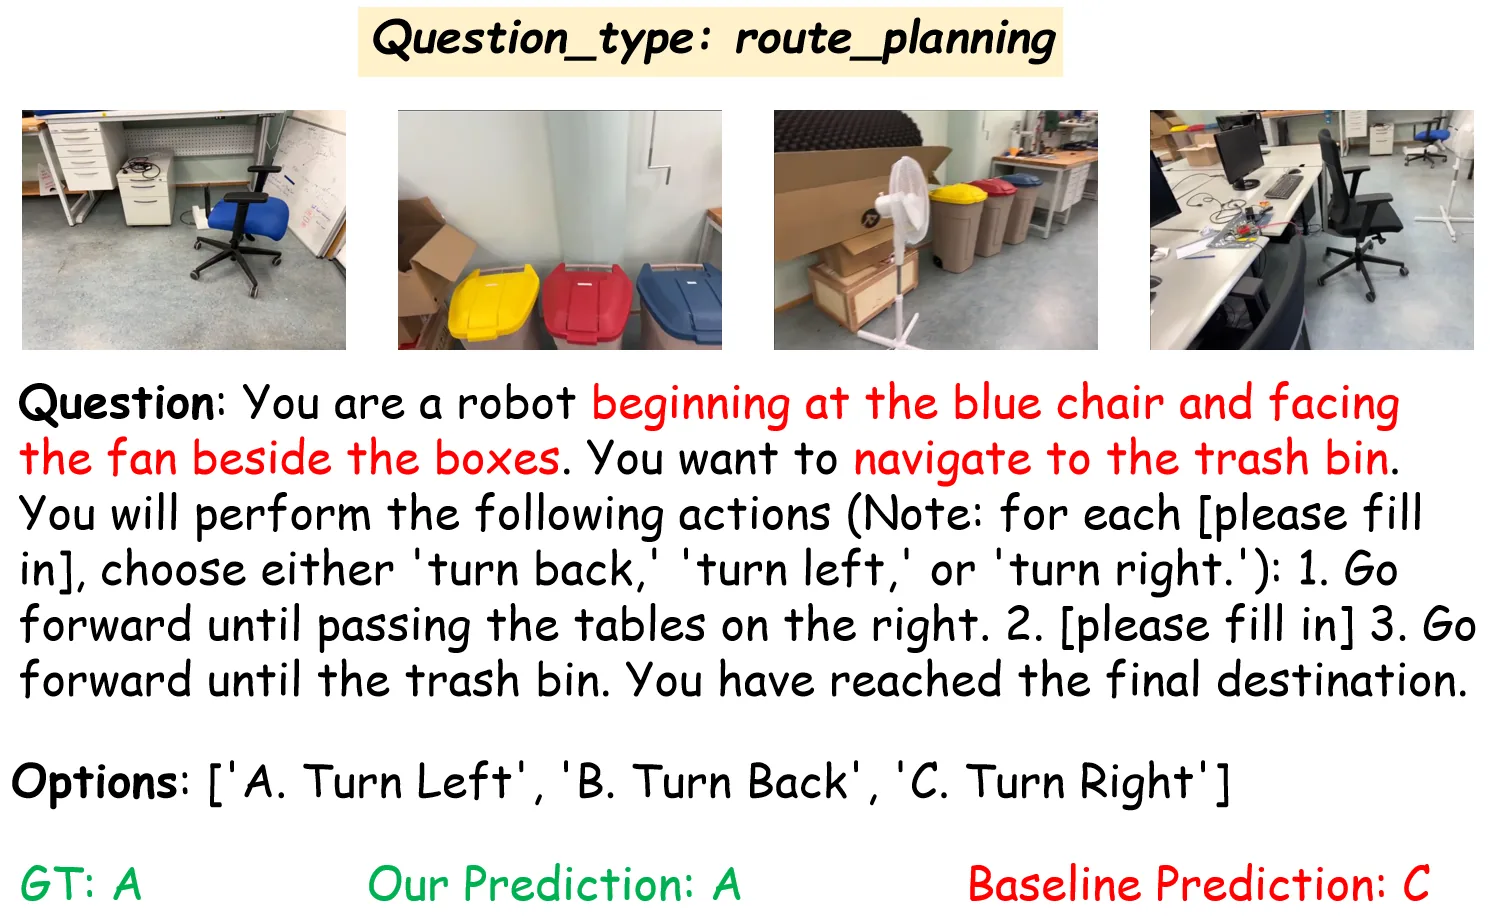 Question_type: route_planning
Question: You are a robot beginning at the blue chair and facing
the fan beside the boxes. You want to navigate to the trash bin.
You will perform the following actions (Note: for each [please fill
in], choose either 'turn back,' 'turn left,' or 'turn right.'): 1. Go
forward until passing the tables on the right. 2. [please fill in] 3. Go
forward until the trash bin. You have reached the final destination.
Options: ['A. Turn Left', 'B. Turn Back', 'C. Turn Right']
GT: A Our Prediction: A Baseline Prediction: C